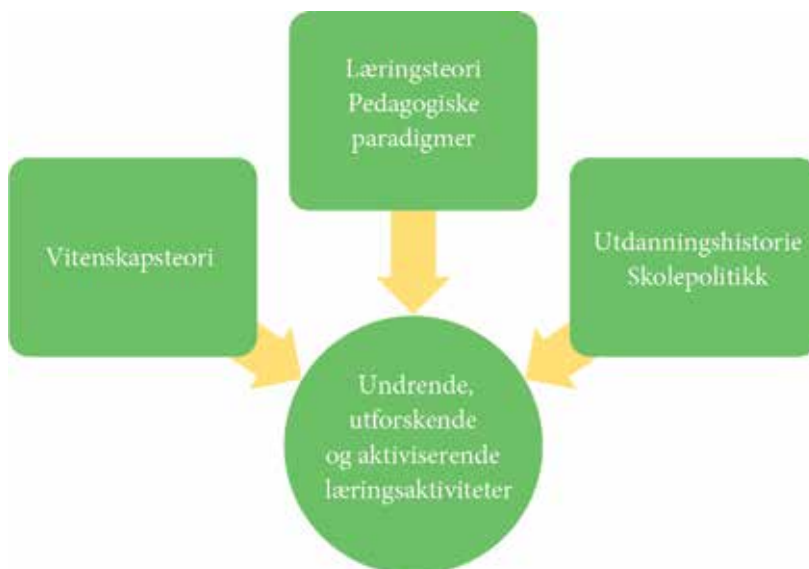 Læringsteori
Pedagogiske
paradigmer
Vitenskapsteori
Utdanningshistorie
Skolepolitikk
Undrende,
utforskende
og aktiviserende
læringsaktiviteter